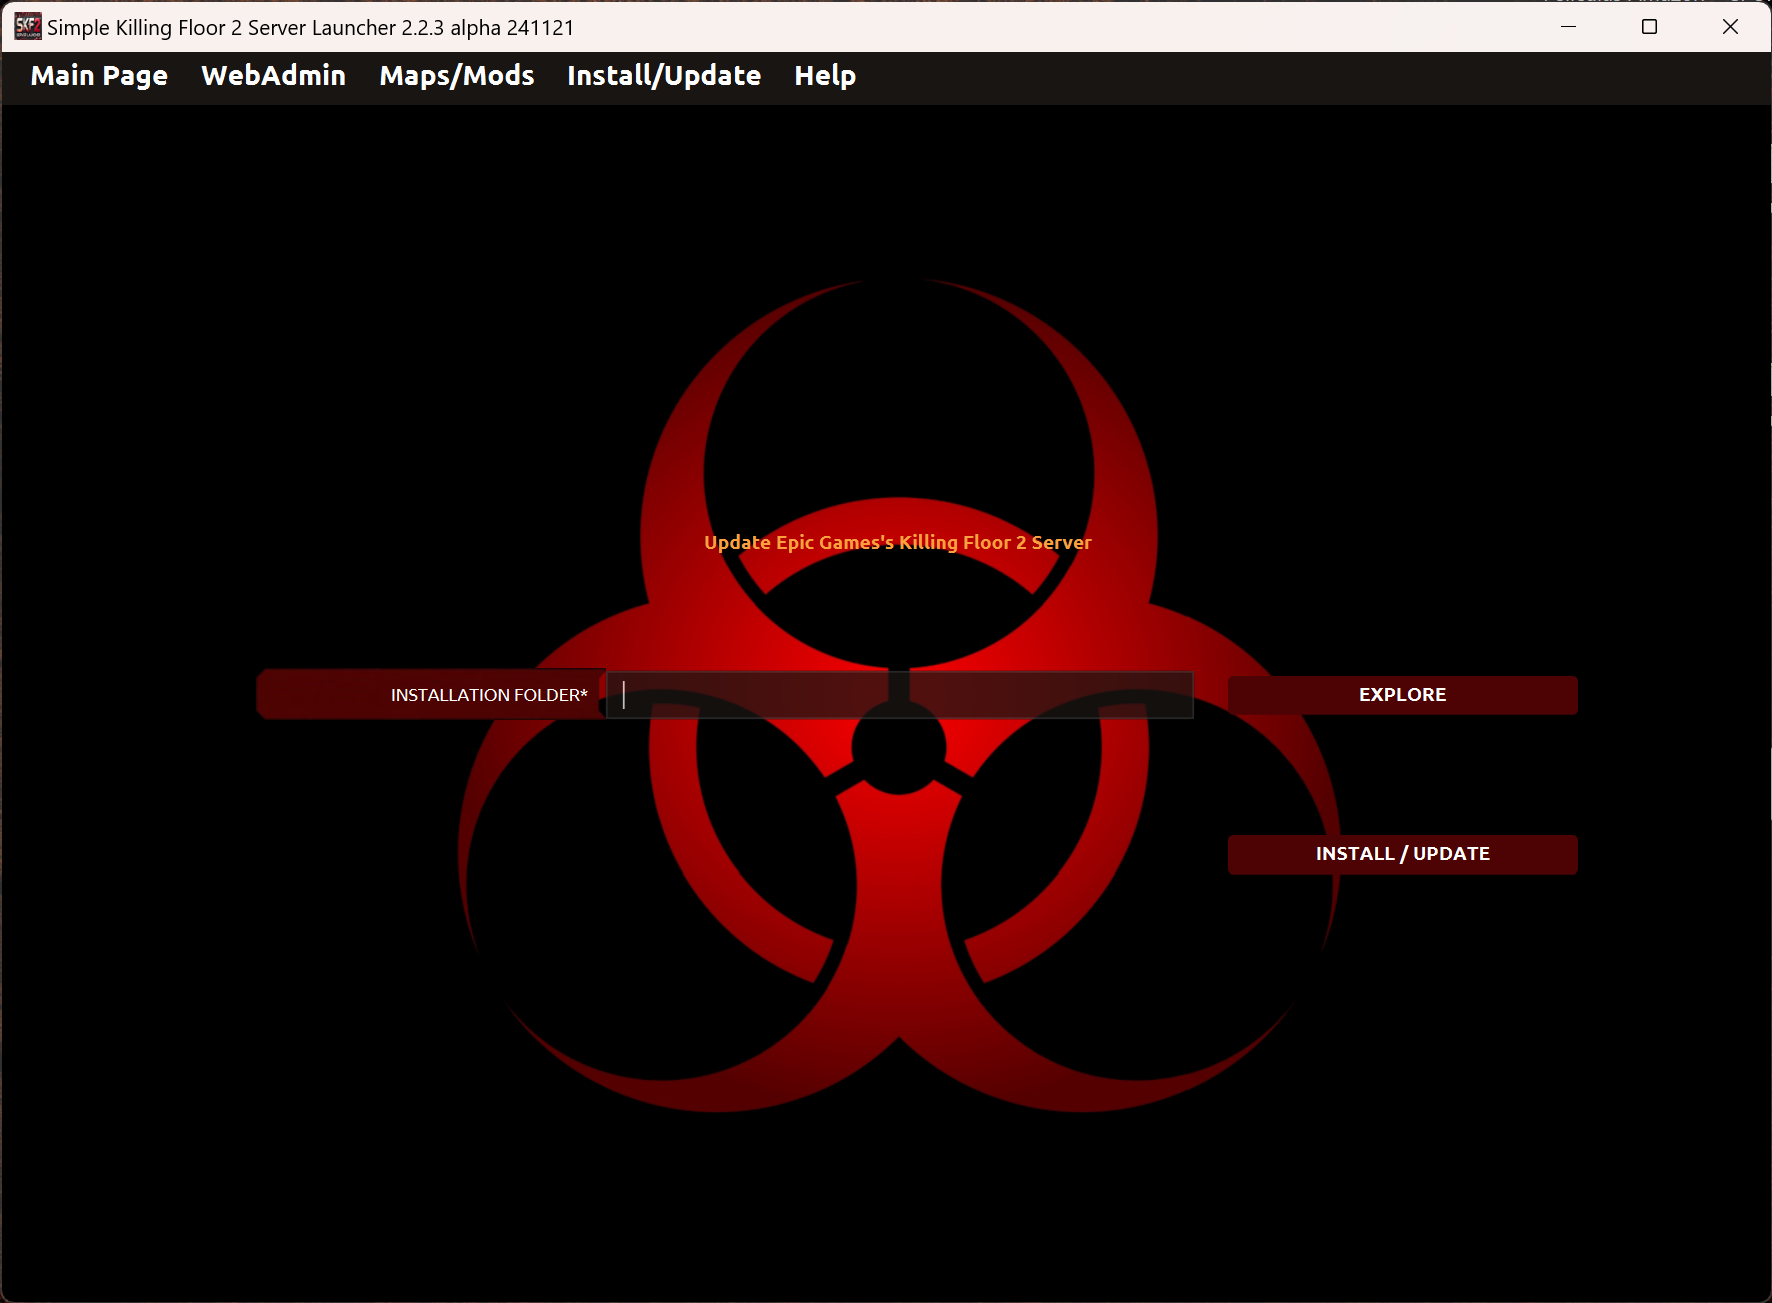 Simple Killing Floor 2 Server Launcher 2.2.3 alpha 241121
Main Page WebAdmin Maps/Mods Install/Update Help
Update Epic Games's Killing Floor 2 Server
INSTALLATION FOLDER* EXPLORE
INSTALL / UPDATE